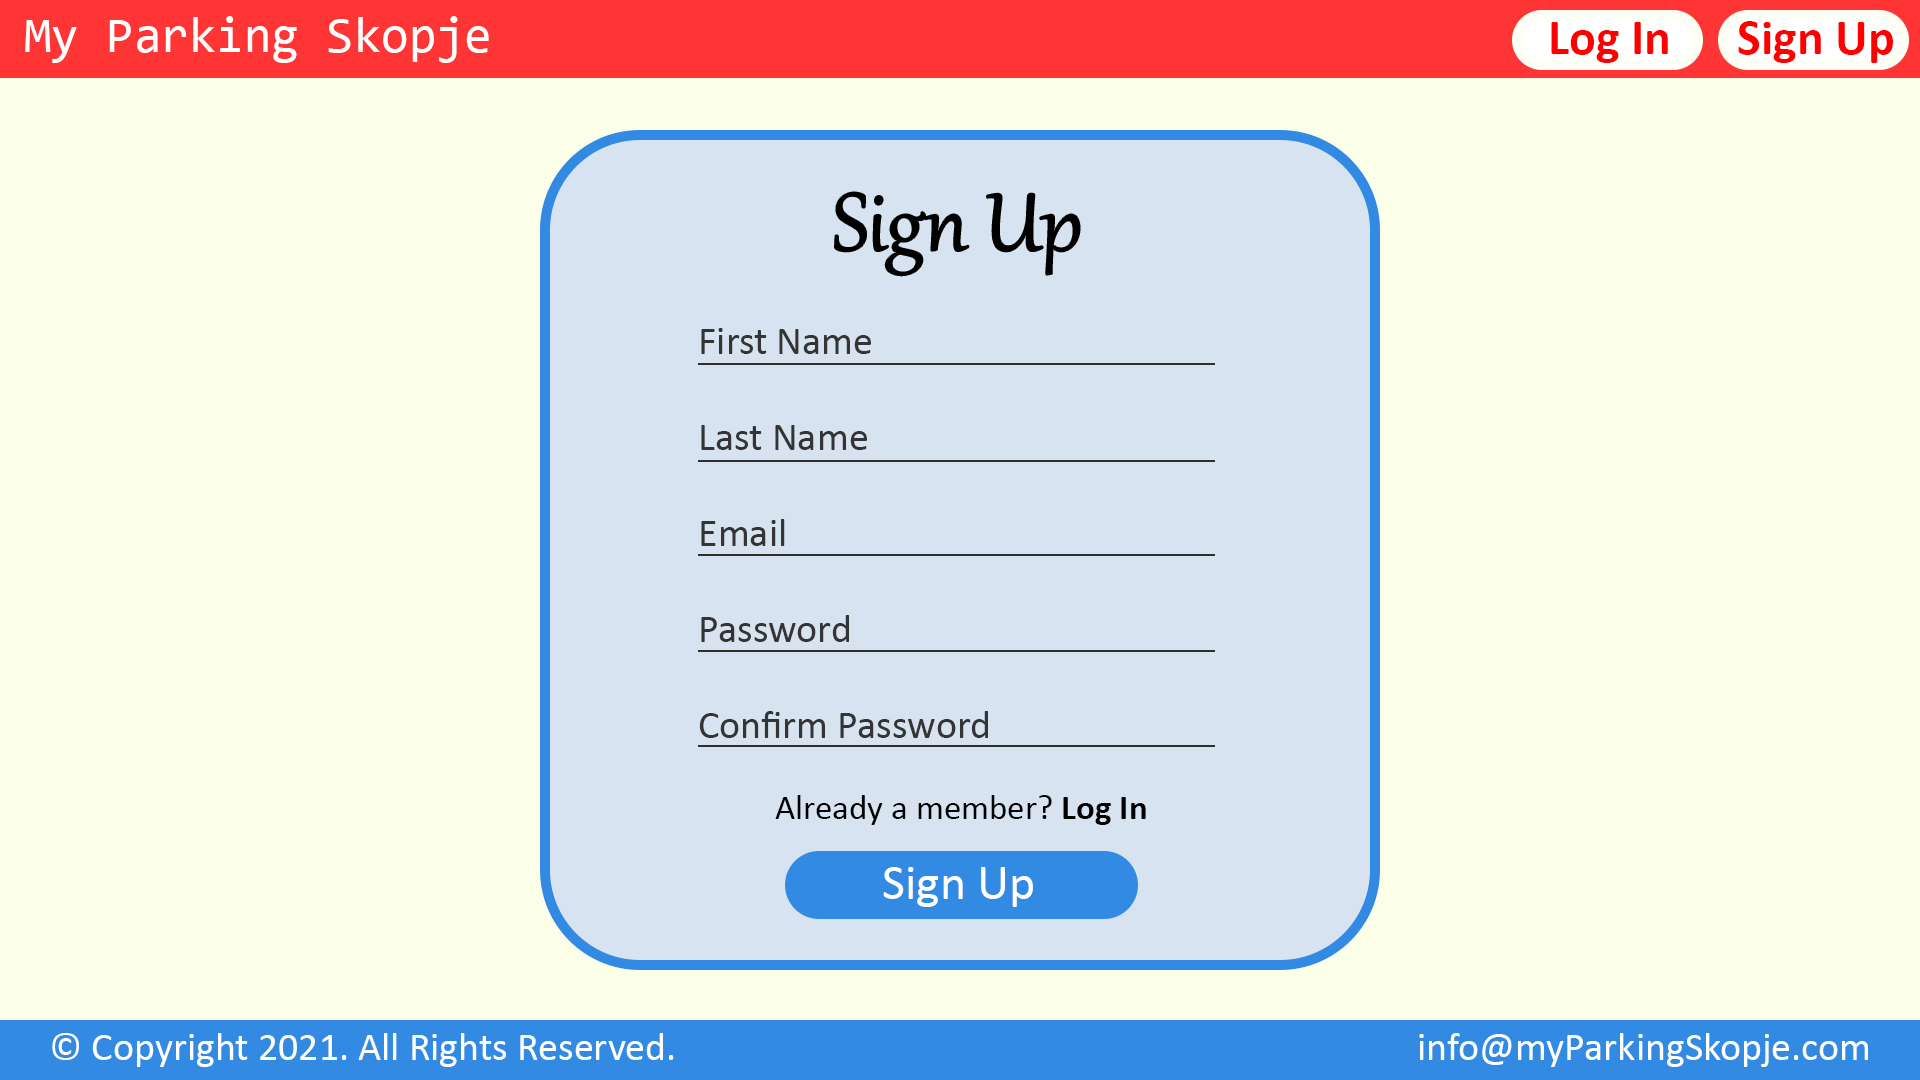 My Parking Skopje
Log In
Sign Up
Sign Up
First Name
Last Name
Email
Password
Confirm Password
Already a member? Log In
Sign Up
© Copyright 2021. All Rights Reserved.
info@myParkingSkopje.com